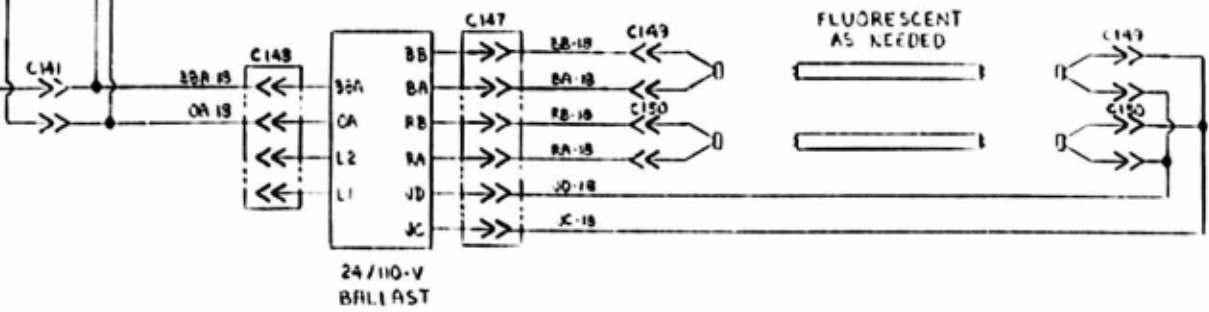 FLUORESCENT
AS NEEDED
C147
C149
C149
C148
C141
BB
BB-18
BBA-18
BBA
BA
BA-18
OA 18
OA
RB
RB-18
C150
C150
L2
RA
RA-18
L1
JD
JD-18
JC
JC-18
24/110-V
BALLAST